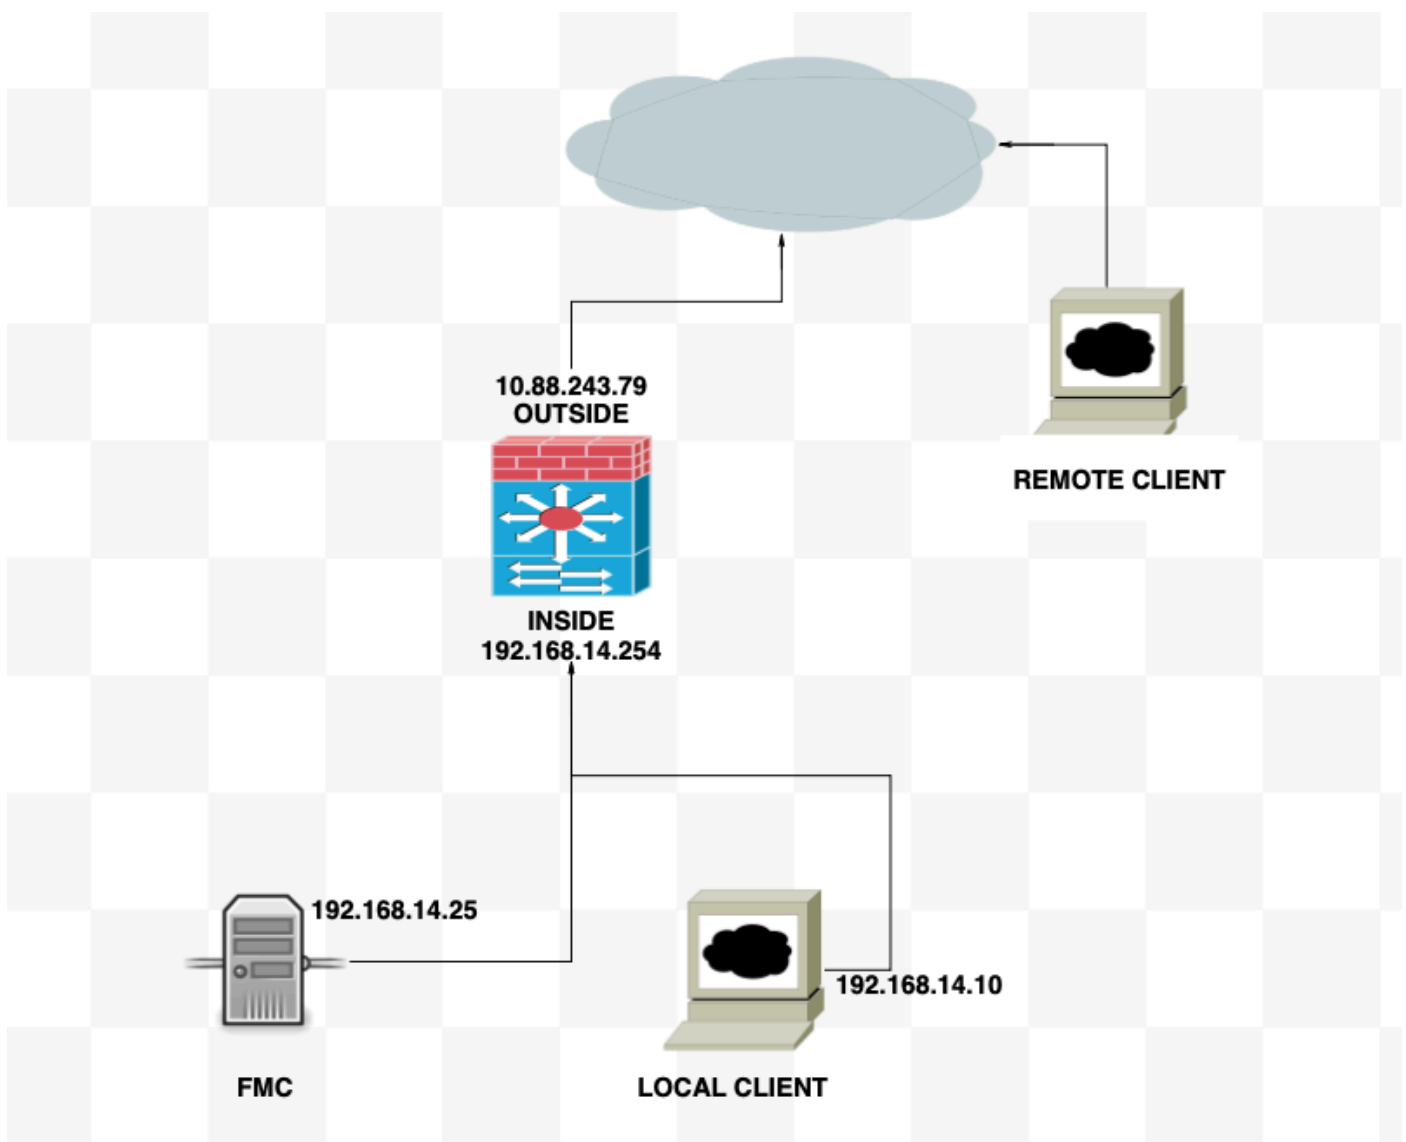 10.88.243.79
OUTSIDE
REMOTE CLIENT
INSIDE
192.168.14.254
192.168.14.25
192.168.14.10
FMC
LOCAL CLIENT